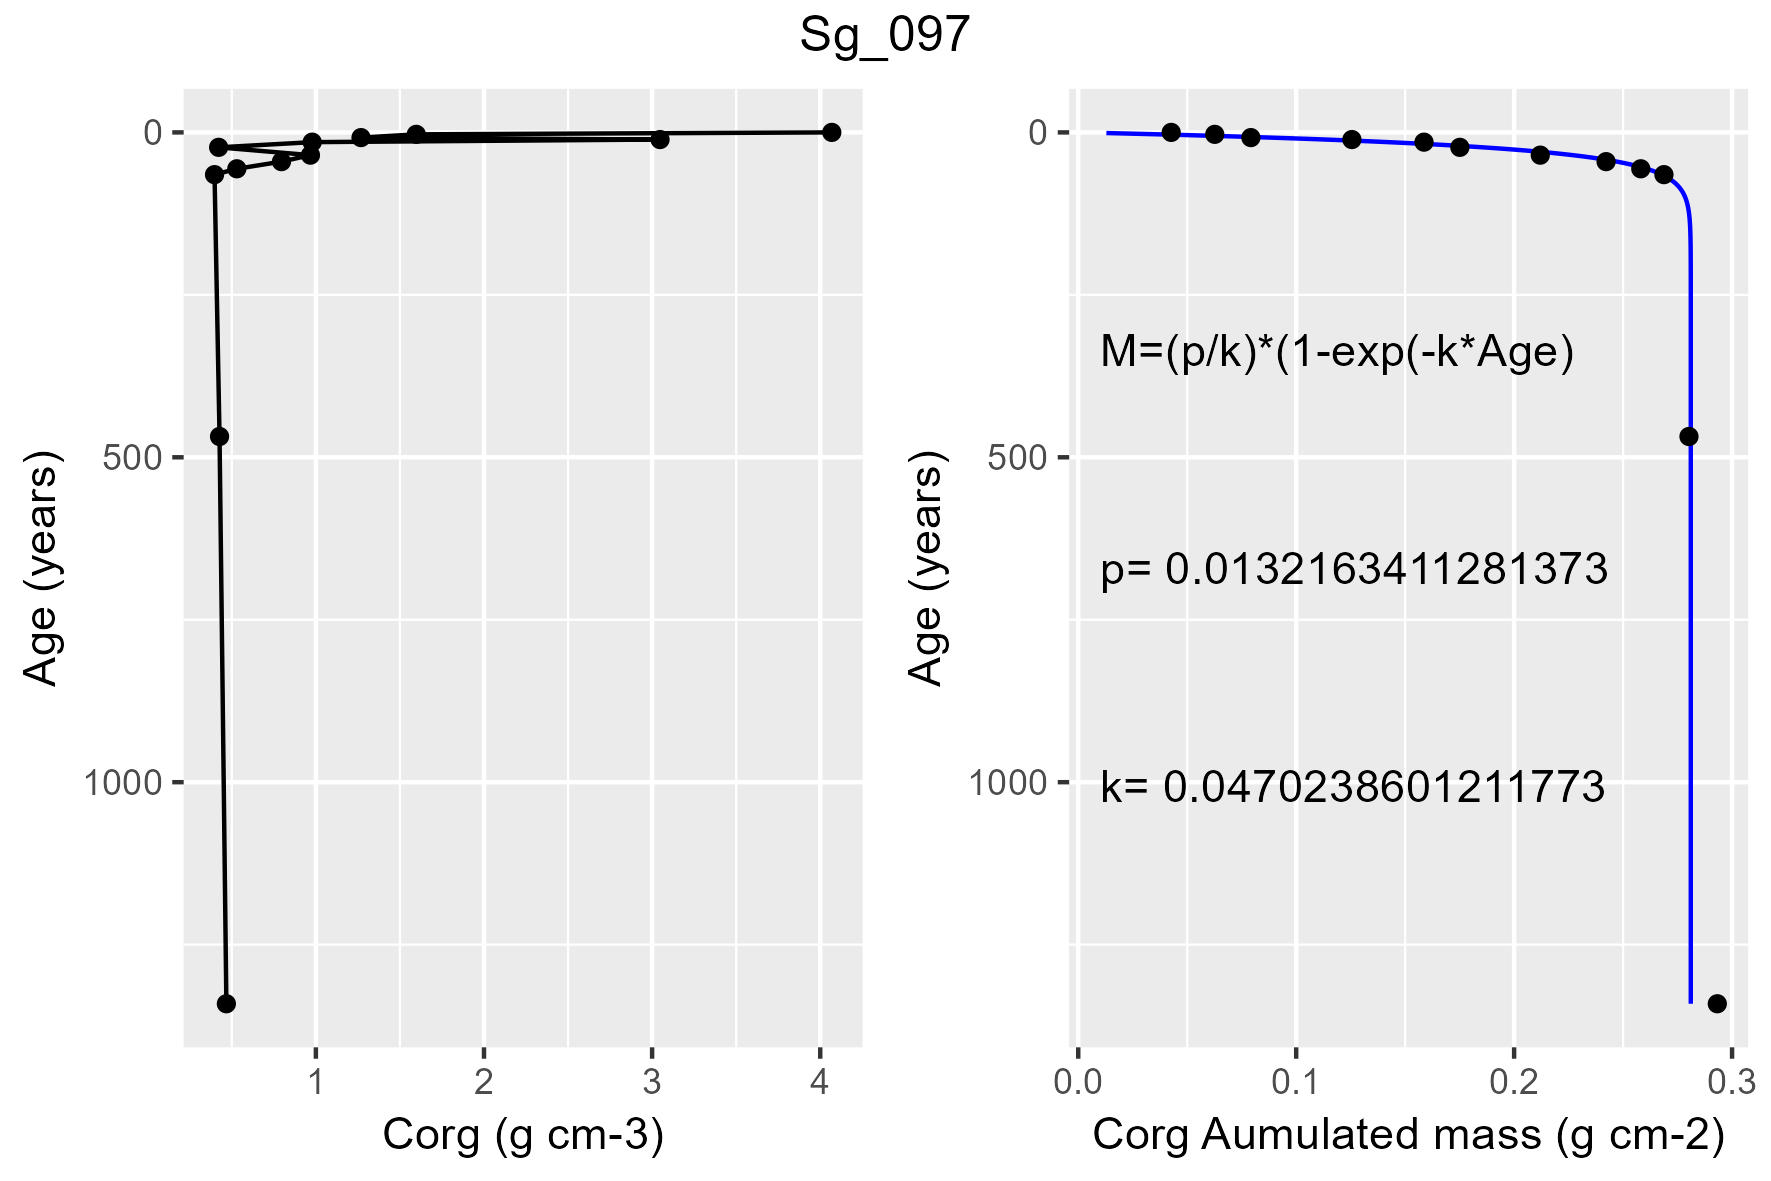 Sg_097
0
500
1000
Age (years)
1
2
3
4
Corg (g cm-3)
0
500
1000
Age (years)
M=(p/k)*(1-exp(-k*Age)
p= 0.0132163411281373
k= 0.0470238601211773
0.0
0.1
0.2
0.3
Corg Aumulated mass (g cm-2)